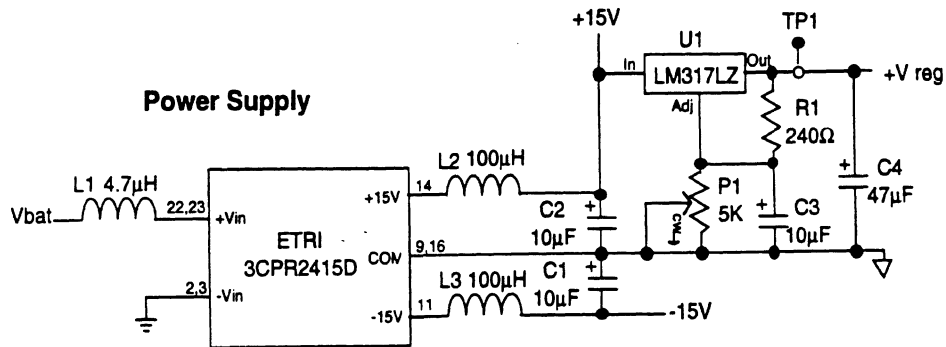 +15V
TP1
U1
In
LM317LZ
Out
+V reg
Adj
Power Supply
R1
240Ω
L2 100μH
L1 4.7μH
14
+15V
P1
5K
C4
47μF
Vbat
22,23
+Vin
C2
10μF
CW
C3
10μF
ETRI
3CPR2415D
9,16
COM
C1
10μF
L3 100μH
2,3
-Vin
-15V
11
-15V